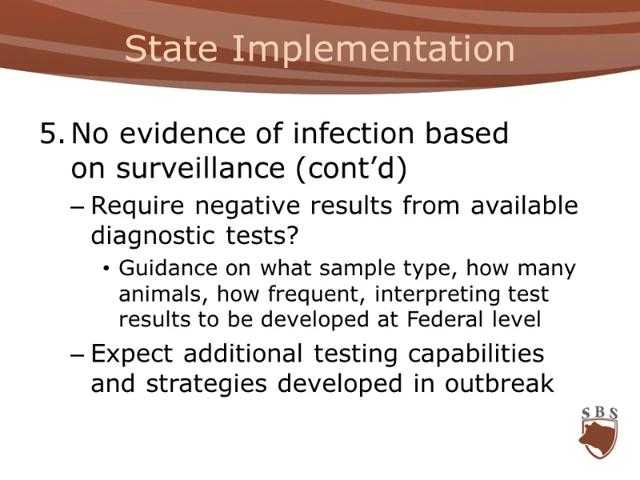 State Implementation
5. No evidence of infection based
on surveillance (cont’d)
– Require negative results from available
diagnostic tests?
• Guidance on what sample type, how many
animals, how frequent, interpreting test
results to be developed at Federal level
– Expect additional testing capabilities
and strategies developed in outbreak
SBS